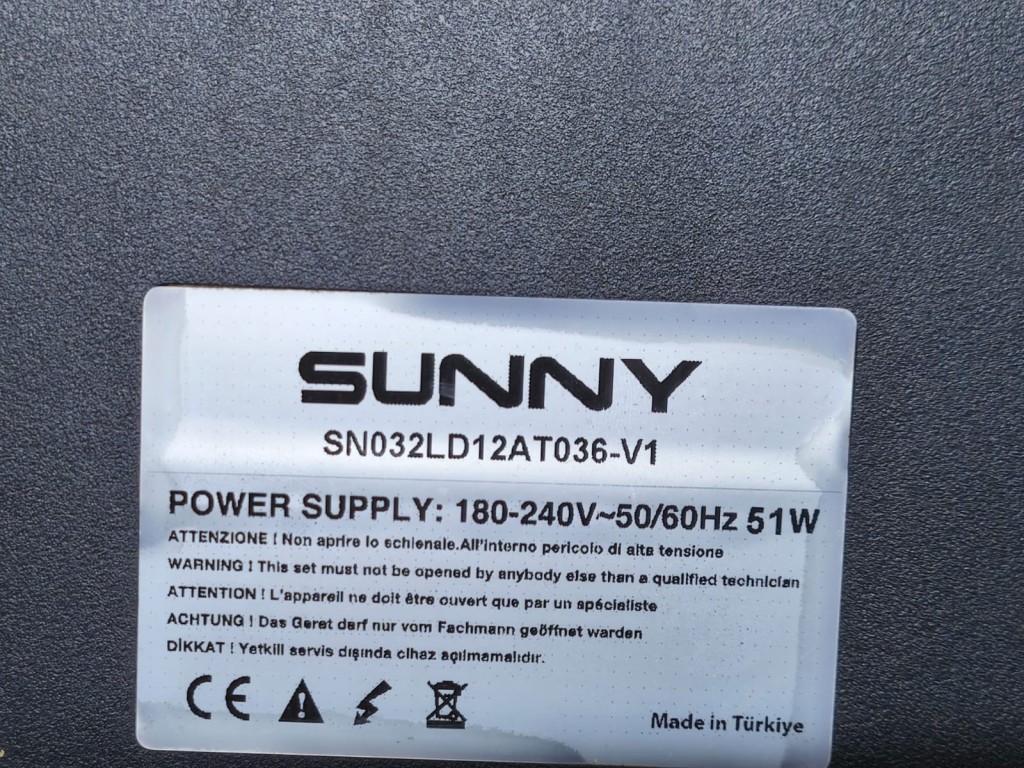 SUNNY
SN032LD12AT036-V1
POWER SUPPLY: 180-240V~50/60Hz 51W
ATTENZIONE ! Non aprire lo schienale.All'interno pericolo di alta tensione
WARNING ! This set must not be opened by anybody else than a qualified technician
ATTENTION ! L'appareil ne doit être ouvert que par un spécialiste
ACHTUNG ! Das Geret darf nur vom Fachmann geöffnet warden
DİKKAT ! Yetkili servis dışında cihaz açılmamalıdır.
CE
Made in Türkiye